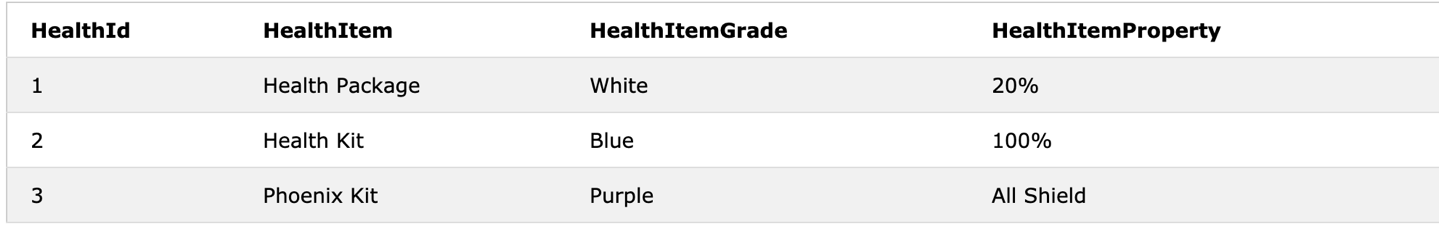 HealthId HealthItem HealthItemGrade HealthItemProperty
1 Health Package White 20%
2 Health Kit Blue 100%
3 Phoenix Kit Purple All Shield